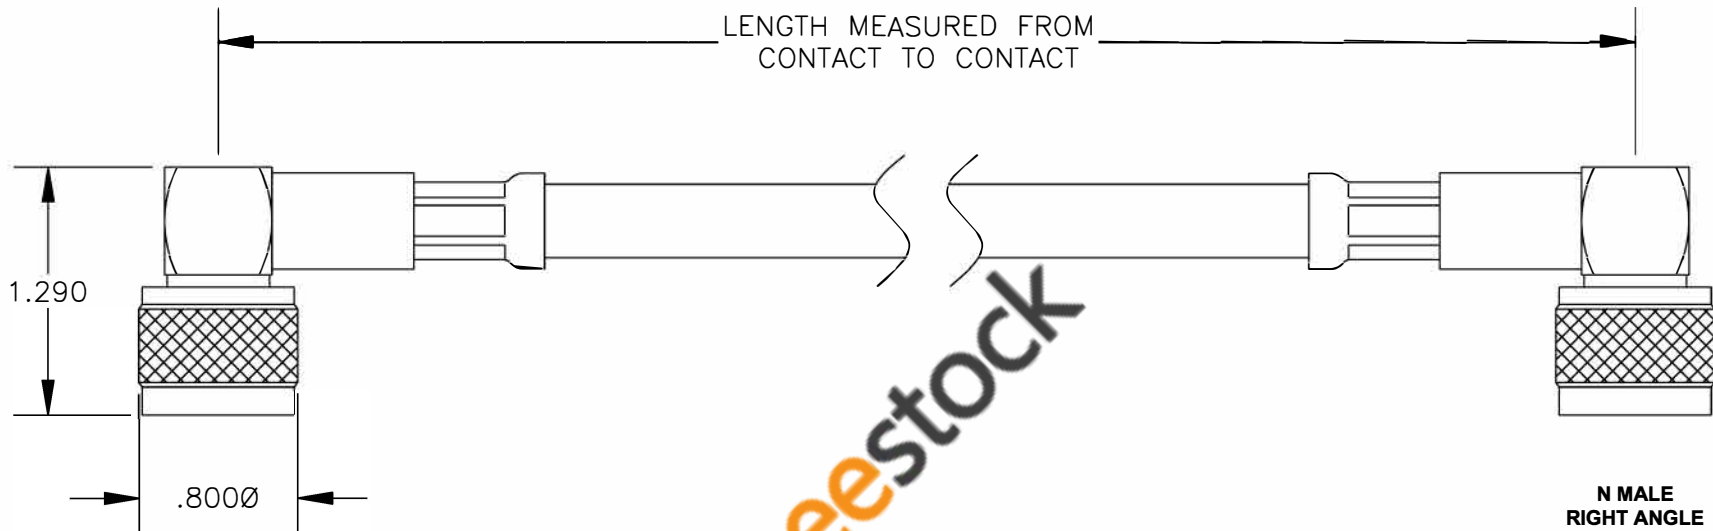 LENGTH MEASURED FROM
CONTACT TO CONTACT
1.290
.800Ø
eestock
N MALE
RIGHT ANGLE